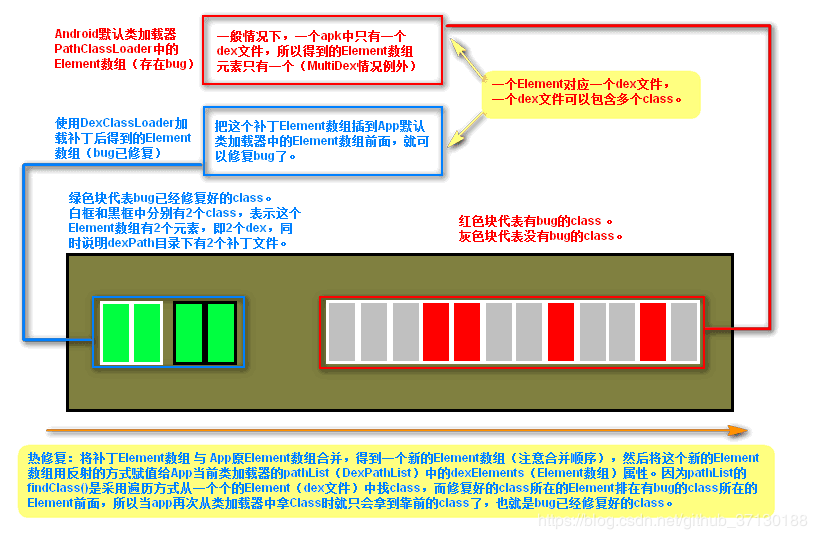 Android默认类加载器
PathClassLoader中的
Element数组（存在bug）
一般情况下，一个apk中只有一个
dex文件，所以得到的Element数组
元素只有一个（MultiDex情况例外）
一个Element对应一个dex文件，
一个dex文件可以包含多个class。
使用DexClassLoader加
载补丁后得到的Element
数组（bug已修复）
把这个补丁Element数组插到App默认
类加载器中的Element数组前面，就可
以修复bug了。
绿色块代表bug已经修复好的class。
白框和黑框中分别有2个class，表示这个
Element数组有2个元素，即2个dex，同
时说明dexPath目录下有2个补丁文件。
红色块代表有bug的class 。
灰色块代表没有bug的class。
热修复：将补丁Element数组 与 App原Element数组合并，得到一个新的Element数组（注意合并顺序），然后将这个新的Element
数组用反射的方式赋值给App当前类加载器的pathList（DexPathList）中的dexElements（Element数组）属性。因为pathList的
findClass()是采用遍历方式从一个个的Element（dex文件）中找class，而修复好的class所在的Element排在有bug的class所在的
Element前面，所以当app再次从类加载器中拿Class时就只会拿到靠前的class了，也就是bug已经修复好的class。
https://blog.csdn.net/github_37130188